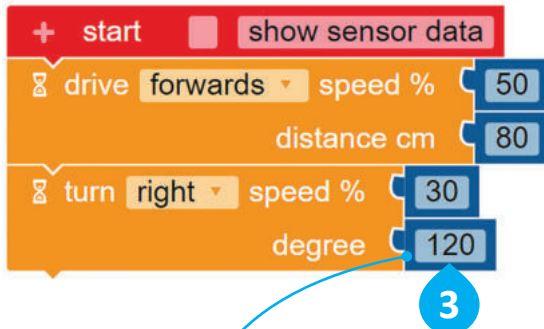 + start show sensor data
drive forwards speed % 50
distance cm 80
turn right speed % 30
degree 120
3